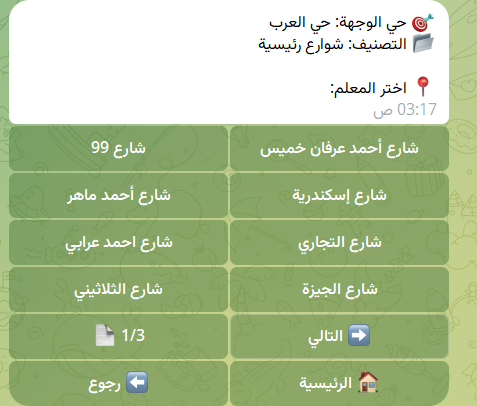 🎯 حي الوجهة: حي العرب
📂 التصنيف: شوارع رئيسية
📍 اختر المعلم:
03:17 ص
شارع أحمد عرفان خميس
شارع 99
شارع إسكندرية
شارع أحمد ماهر
شارع التجاري
شارع احمد عرابي
شارع الجيزة
شارع الثلاثيني
➡️ التالي
📄 1/3
🏠 الرئيسية
⬅️ رجوع